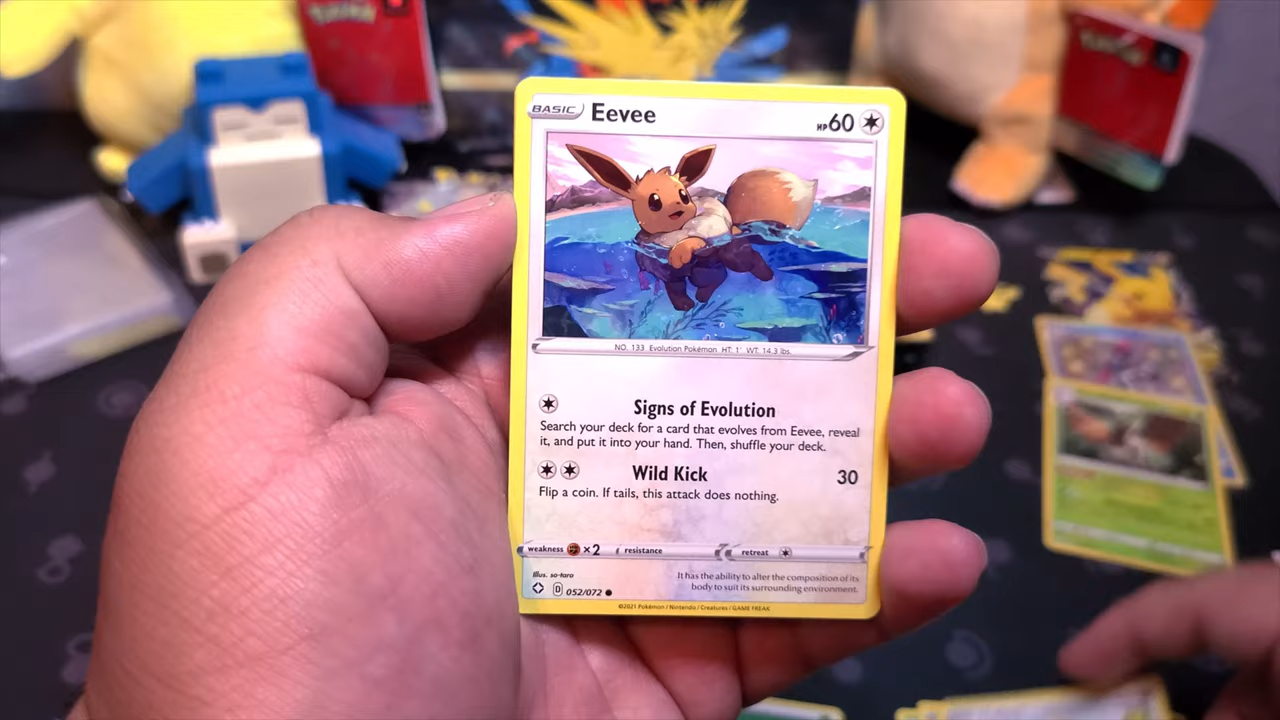 BASIC Eevee HP 60
NO. 133 Evolution Pokémon HT. 1' WT. 14.3 lbs.
Signs of Evolution
Search your deck for a card that evolves from Eevee, reveal
it, and put it into your hand. Then, shuffle your deck.
Wild Kick 30
Flip a coin. If tails, this attack does nothing.
weakness ×2 resistance retreat
Illus. so-taro
It has the ability to alter the composition of its
body to suit its surrounding environment.
D 052/072
©2021 Pokémon / Nintendo / Creatures / GAME FREAK